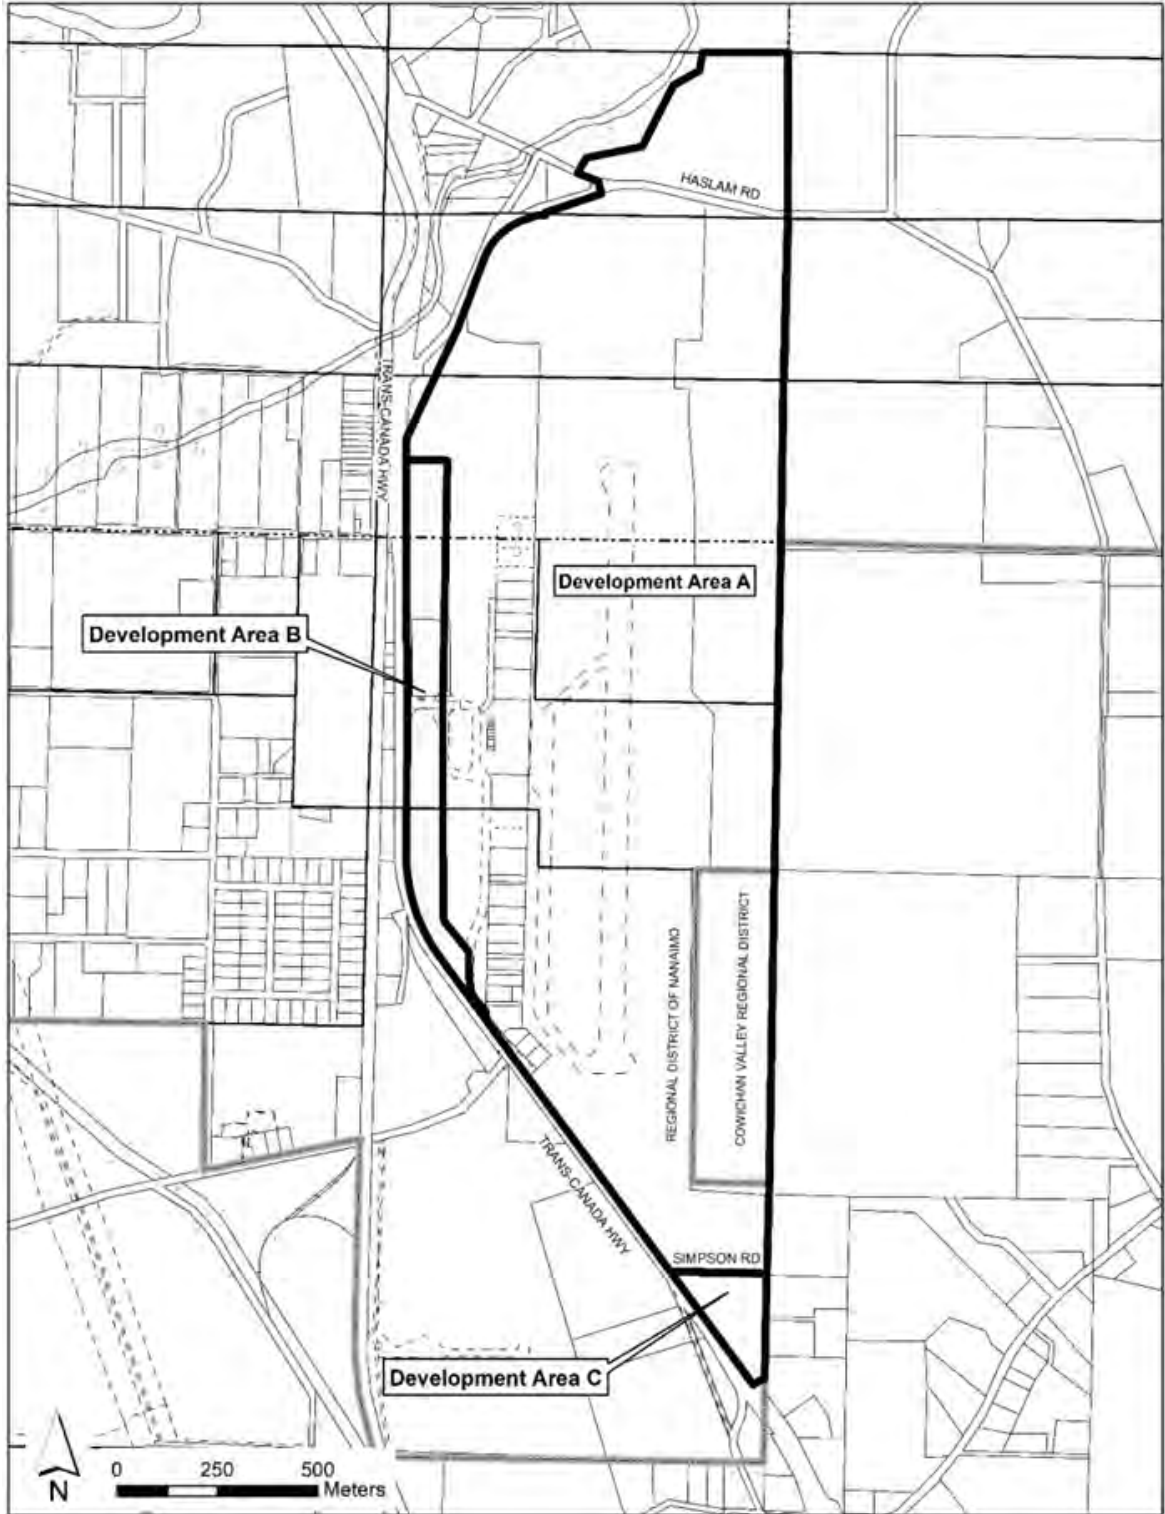 HASLAM RD
TRANS-CANADA HWY
Development Area A
Development Area B
REGIONAL DISTRICT OF NANAIMO
COWICHAN VALLEY REGIONAL DISTRICT
TRANS-CANADA HWY
SIMPSON RD
Development Area C
N
0 250 500
Meters